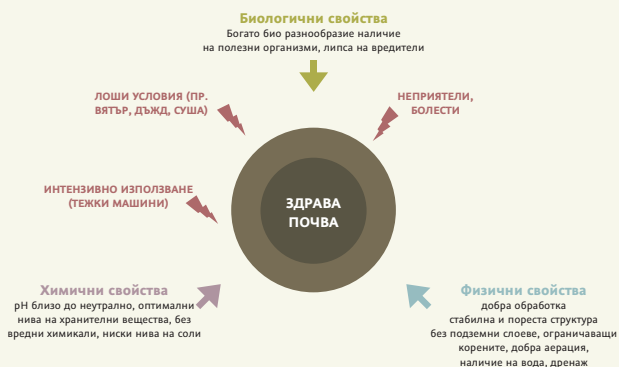 Биологични свойства
Богато био разнообразие наличие
на полезни организми, липса на вредители
ЛОШИ УСЛОВИЯ (ПР.
ВЯТЪР, ДЪЖД, СУША)
НЕПРИЯТЕЛИ,
БОЛЕСТИ
ИНТЕНЗИВНО ИЗПОЛЗВАНЕ
(ТЕЖКИ МАШИНИ)
ЗДРАВА
ПОЧВА
Химични свойства
pH близо до неутрално, оптимални
нива на хранителни вещества, без
вредни химикали, ниски нива на соли
Физични свойства
добра обработка
стабилна и пореста структура
без подземни слоеве, ограничаващи
корените, добра аерация,
наличие на вода, дренаж